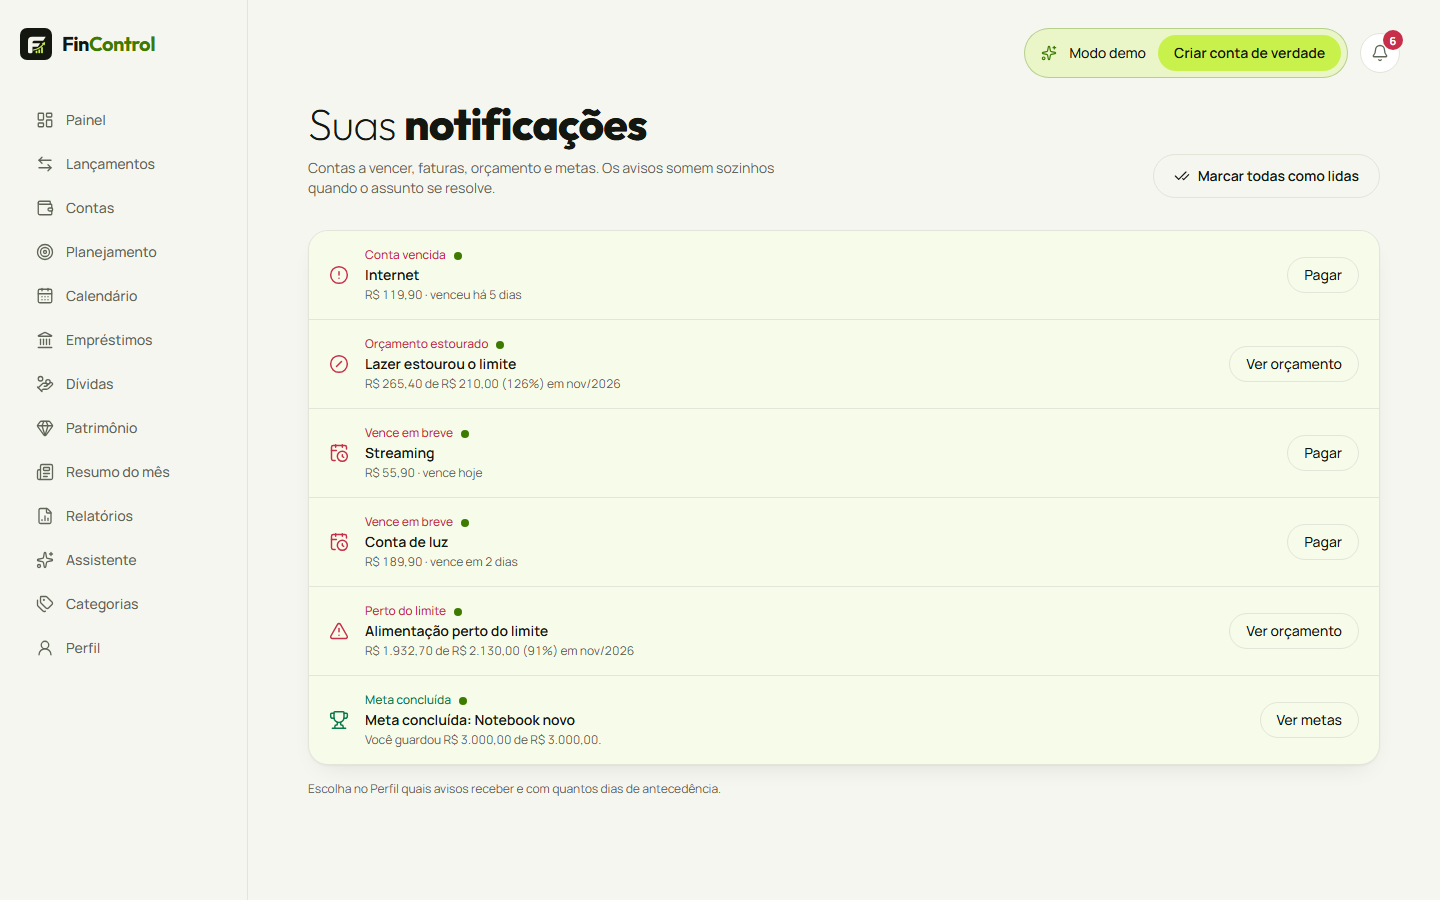 FinControl
Modo demo
Criar conta de verdade
6
Painel
Lançamentos
Contas
Planejamento
Calendário
Empréstimos
Dívidas
Patrimônio
Resumo do mês
Relatórios
Assistente
Categorias
Perfil
Suas notificações
Contas a vencer, faturas, orçamento e metas. Os avisos somem sozinhos
quando o assunto se resolve.
Marcar todas como lidas
Conta vencida
Internet
R$ 119,90 · venceu há 5 dias
Pagar
Orçamento estourado
Lazer estourou o limite
R$ 265,40 de R$ 210,00 (126%) em nov/2026
Ver orçamento
Vence em breve
Streaming
R$ 55,90 · vence hoje
Pagar
Vence em breve
Conta de luz
R$ 189,90 · vence em 2 dias
Pagar
Perto do limite
Alimentação perto do limite
R$ 1.932,70 de R$ 2.130,00 (91%) em nov/2026
Ver orçamento
Meta concluída
Meta concluída: Notebook novo
Você guardou R$ 3.000,00 de R$ 3.000,00.
Ver metas
Escolha no Perfil quais avisos receber e com quantos dias de antecedência.